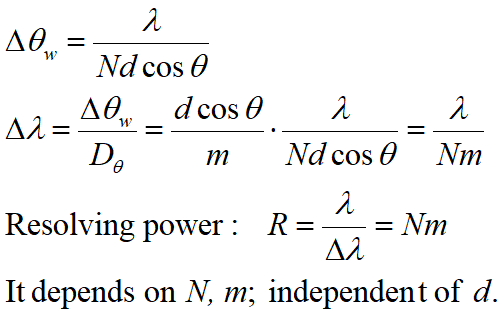 Δθ_w = λ / (Nd cos θ)
Δλ = Δθ_w / D_θ = (d cos θ) / m · λ / (Nd cos θ) = λ / (Nm)
Resolving power : R = λ / Δλ = Nm
It depends on N, m; independent of d.